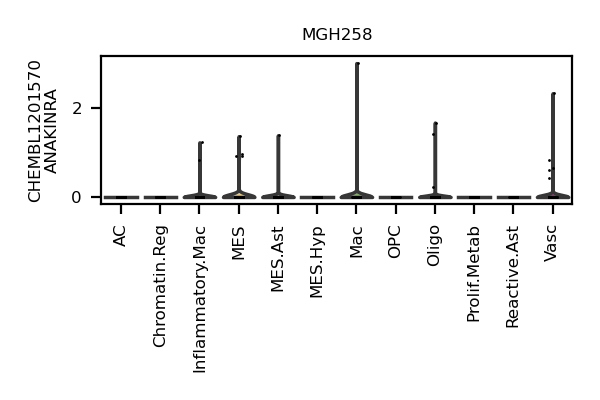 MGH258
CHEMBL1201570
ANAKINRA
2
0
AC
Chromatin.Reg
Inflammatory.Mac
MES
MES.Ast
MES.Hyp
Mac
OPC
Oligo
Prolif.Metab
Reactive.Ast
Vasc